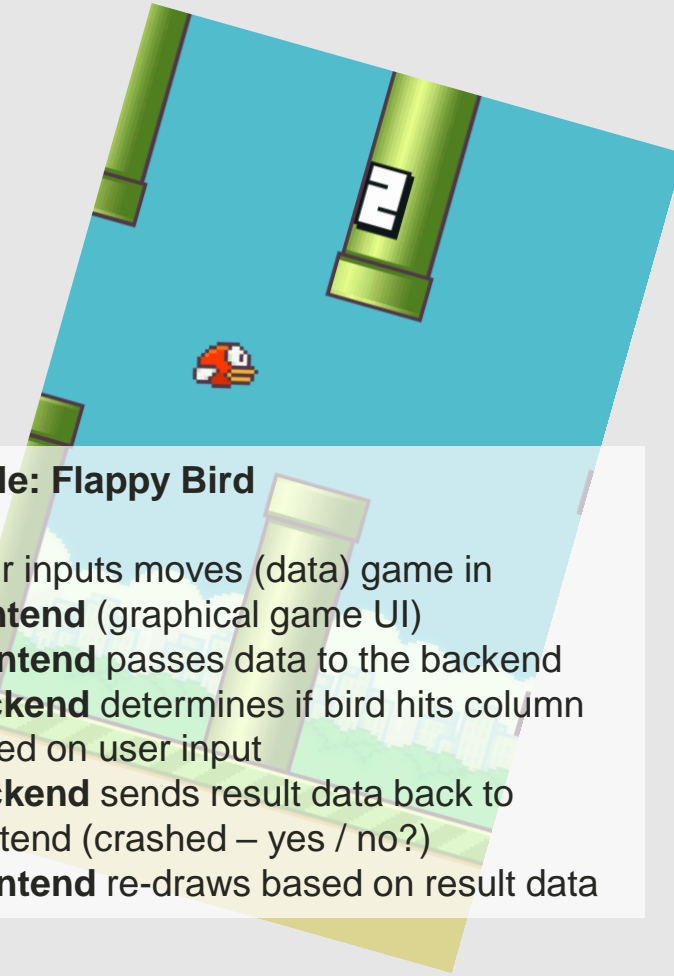 2
le: Flappy Bird
r inputs moves (data) game in
ntend (graphical game UI)
ntend passes data to the backend
kend determines if bird hits column
ed on user input
kend sends result data back to
tend (crashed – yes / no?)
ntend re-draws based on result data